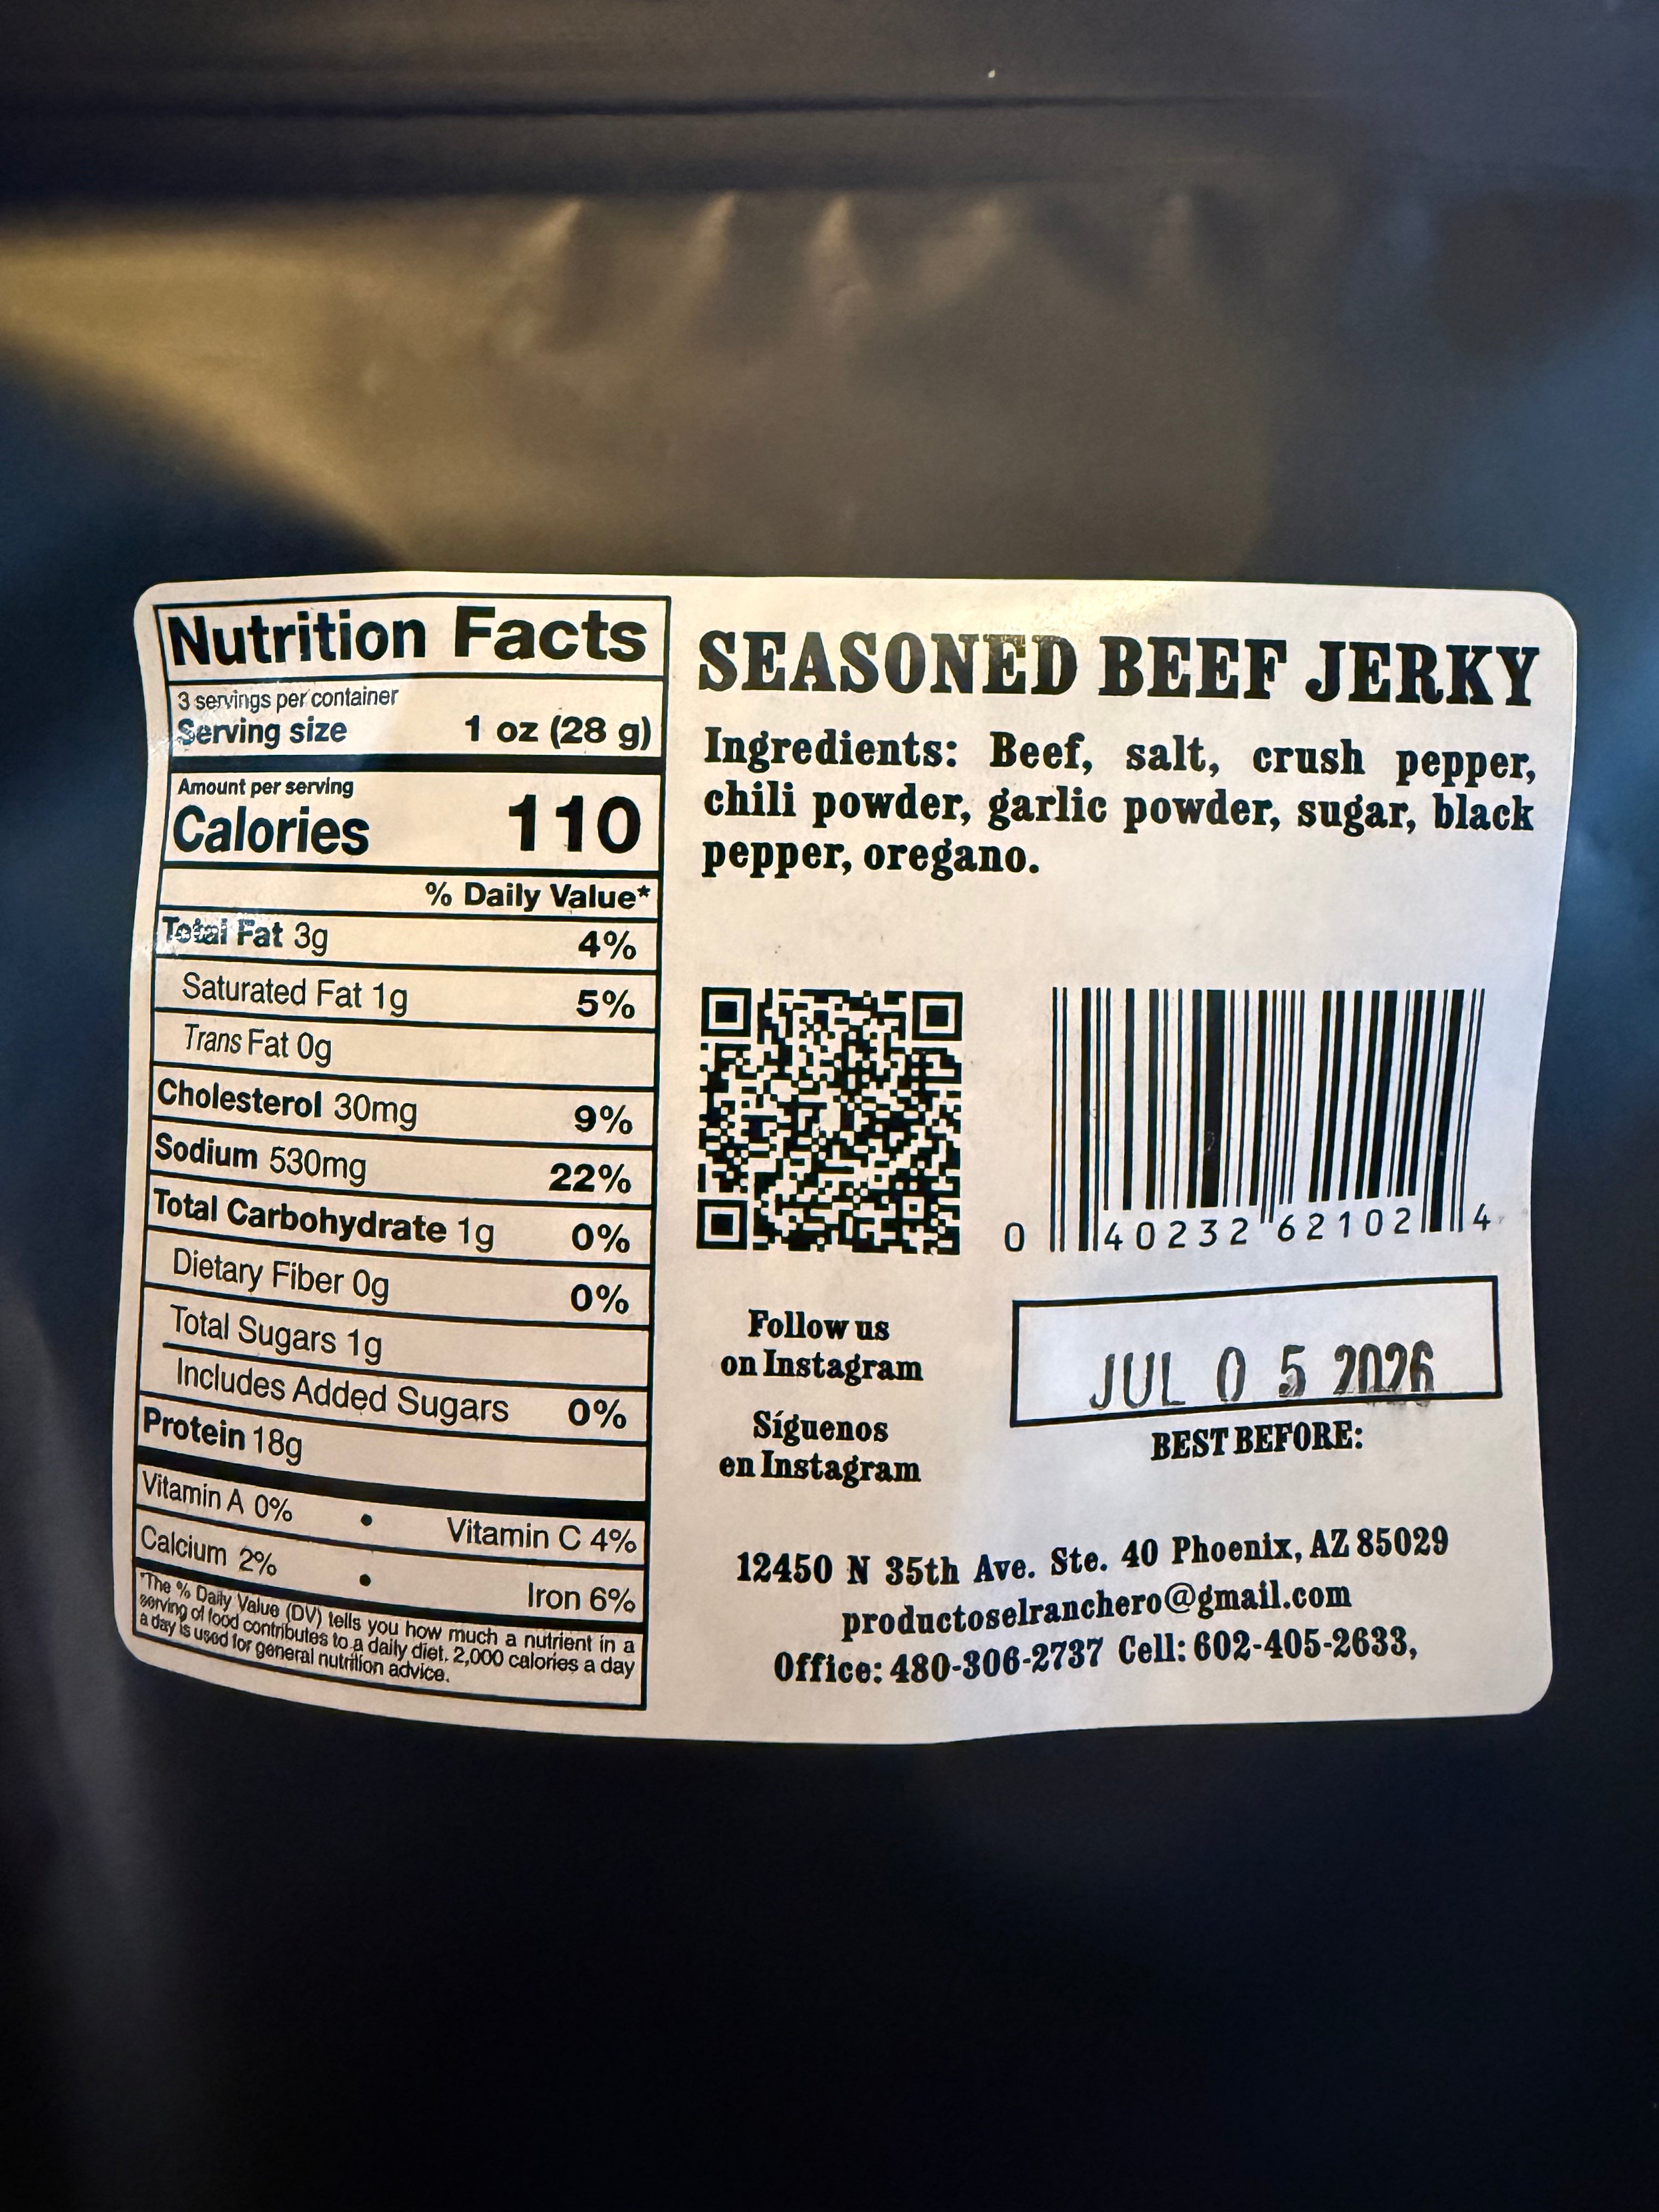 Nutrition Facts
3 servings per container
Serving size 1 oz (28 g)
Amount per serving
Calories 110
% Daily Value*
Total Fat 3g 4%
Saturated Fat 1g 5%
Trans Fat 0g
Cholesterol 30mg 9%
Sodium 530mg 22%
Total Carbohydrate 1g 0%
Dietary Fiber 0g 0%
Total Sugars 1g
Includes Added Sugars 0%
Protein 18g
Vitamin A 0% • Vitamin C 4%
Calcium 2% • Iron 6%
*The % Daily Value (DV) tells you how much a nutrient in a
serving of food contributes to a daily diet. 2,000 calories a day
a day is used for general nutrition advice.
SEASONED BEEF JERKY
Ingredients: Beef, salt, crush pepper,
chili powder, garlic powder, sugar, black
pepper, oregano.
0 40232 62102 4
Follow us
on Instagram
Síguenos
en Instagram
JUL 05 2026
BEST BEFORE:
12450 N 35th Ave. Ste. 40 Phoenix, AZ 85029
productoselranchero@gmail.com
Office: 480-306-2737 Cell: 602-405-2633,